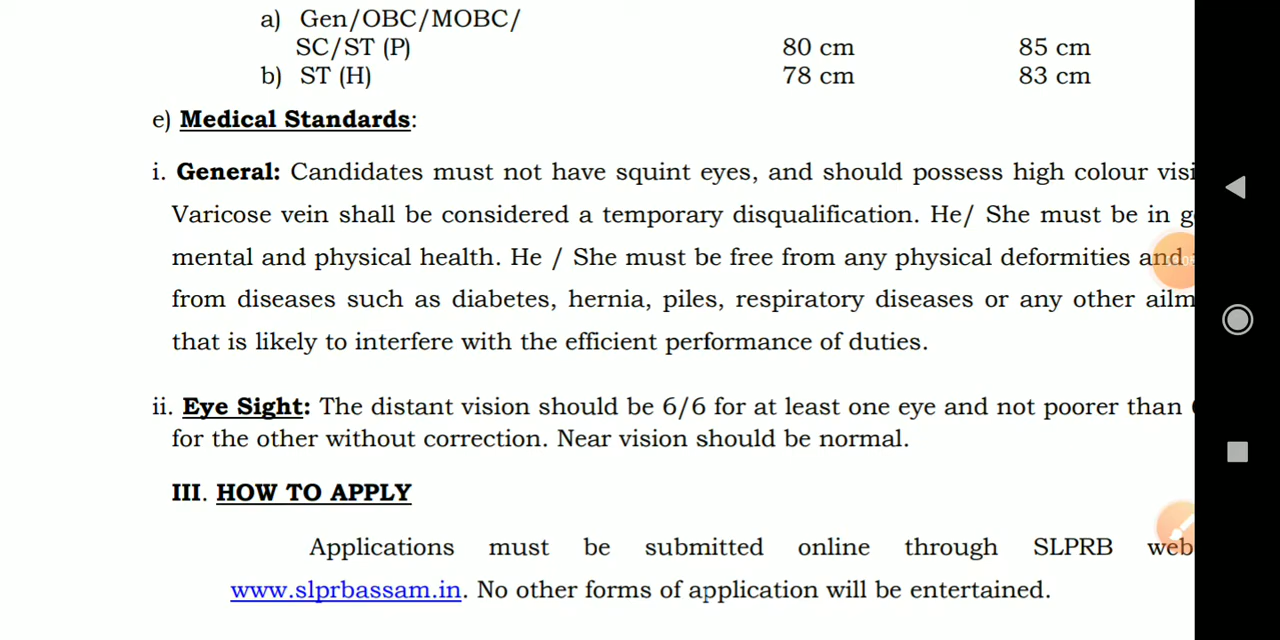 a) Gen/OBC/MOBC/
SC/ST (P) 80 cm 85 cm
b) ST (H) 78 cm 83 cm
e) Medical Standards:
i. General: Candidates must not have squint eyes, and should possess high colour
Varicose vein shall be considered a temporary disqualification. He/ She must be in
mental and physical health. He / She must be free from any physical deformities and
from diseases such as diabetes, hernia, piles, respiratory diseases or any other
that is likely to interfere with the efficient performance of duties.
ii. Eye Sight: The distant vision should be 6/6 for at least one eye and not poorer than
for the other without correction. Near vision should be normal.
III. HOW TO APPLY
Applications must be submitted online through SLPRB web
www.slprbassam.in. No other forms of application will be entertained.